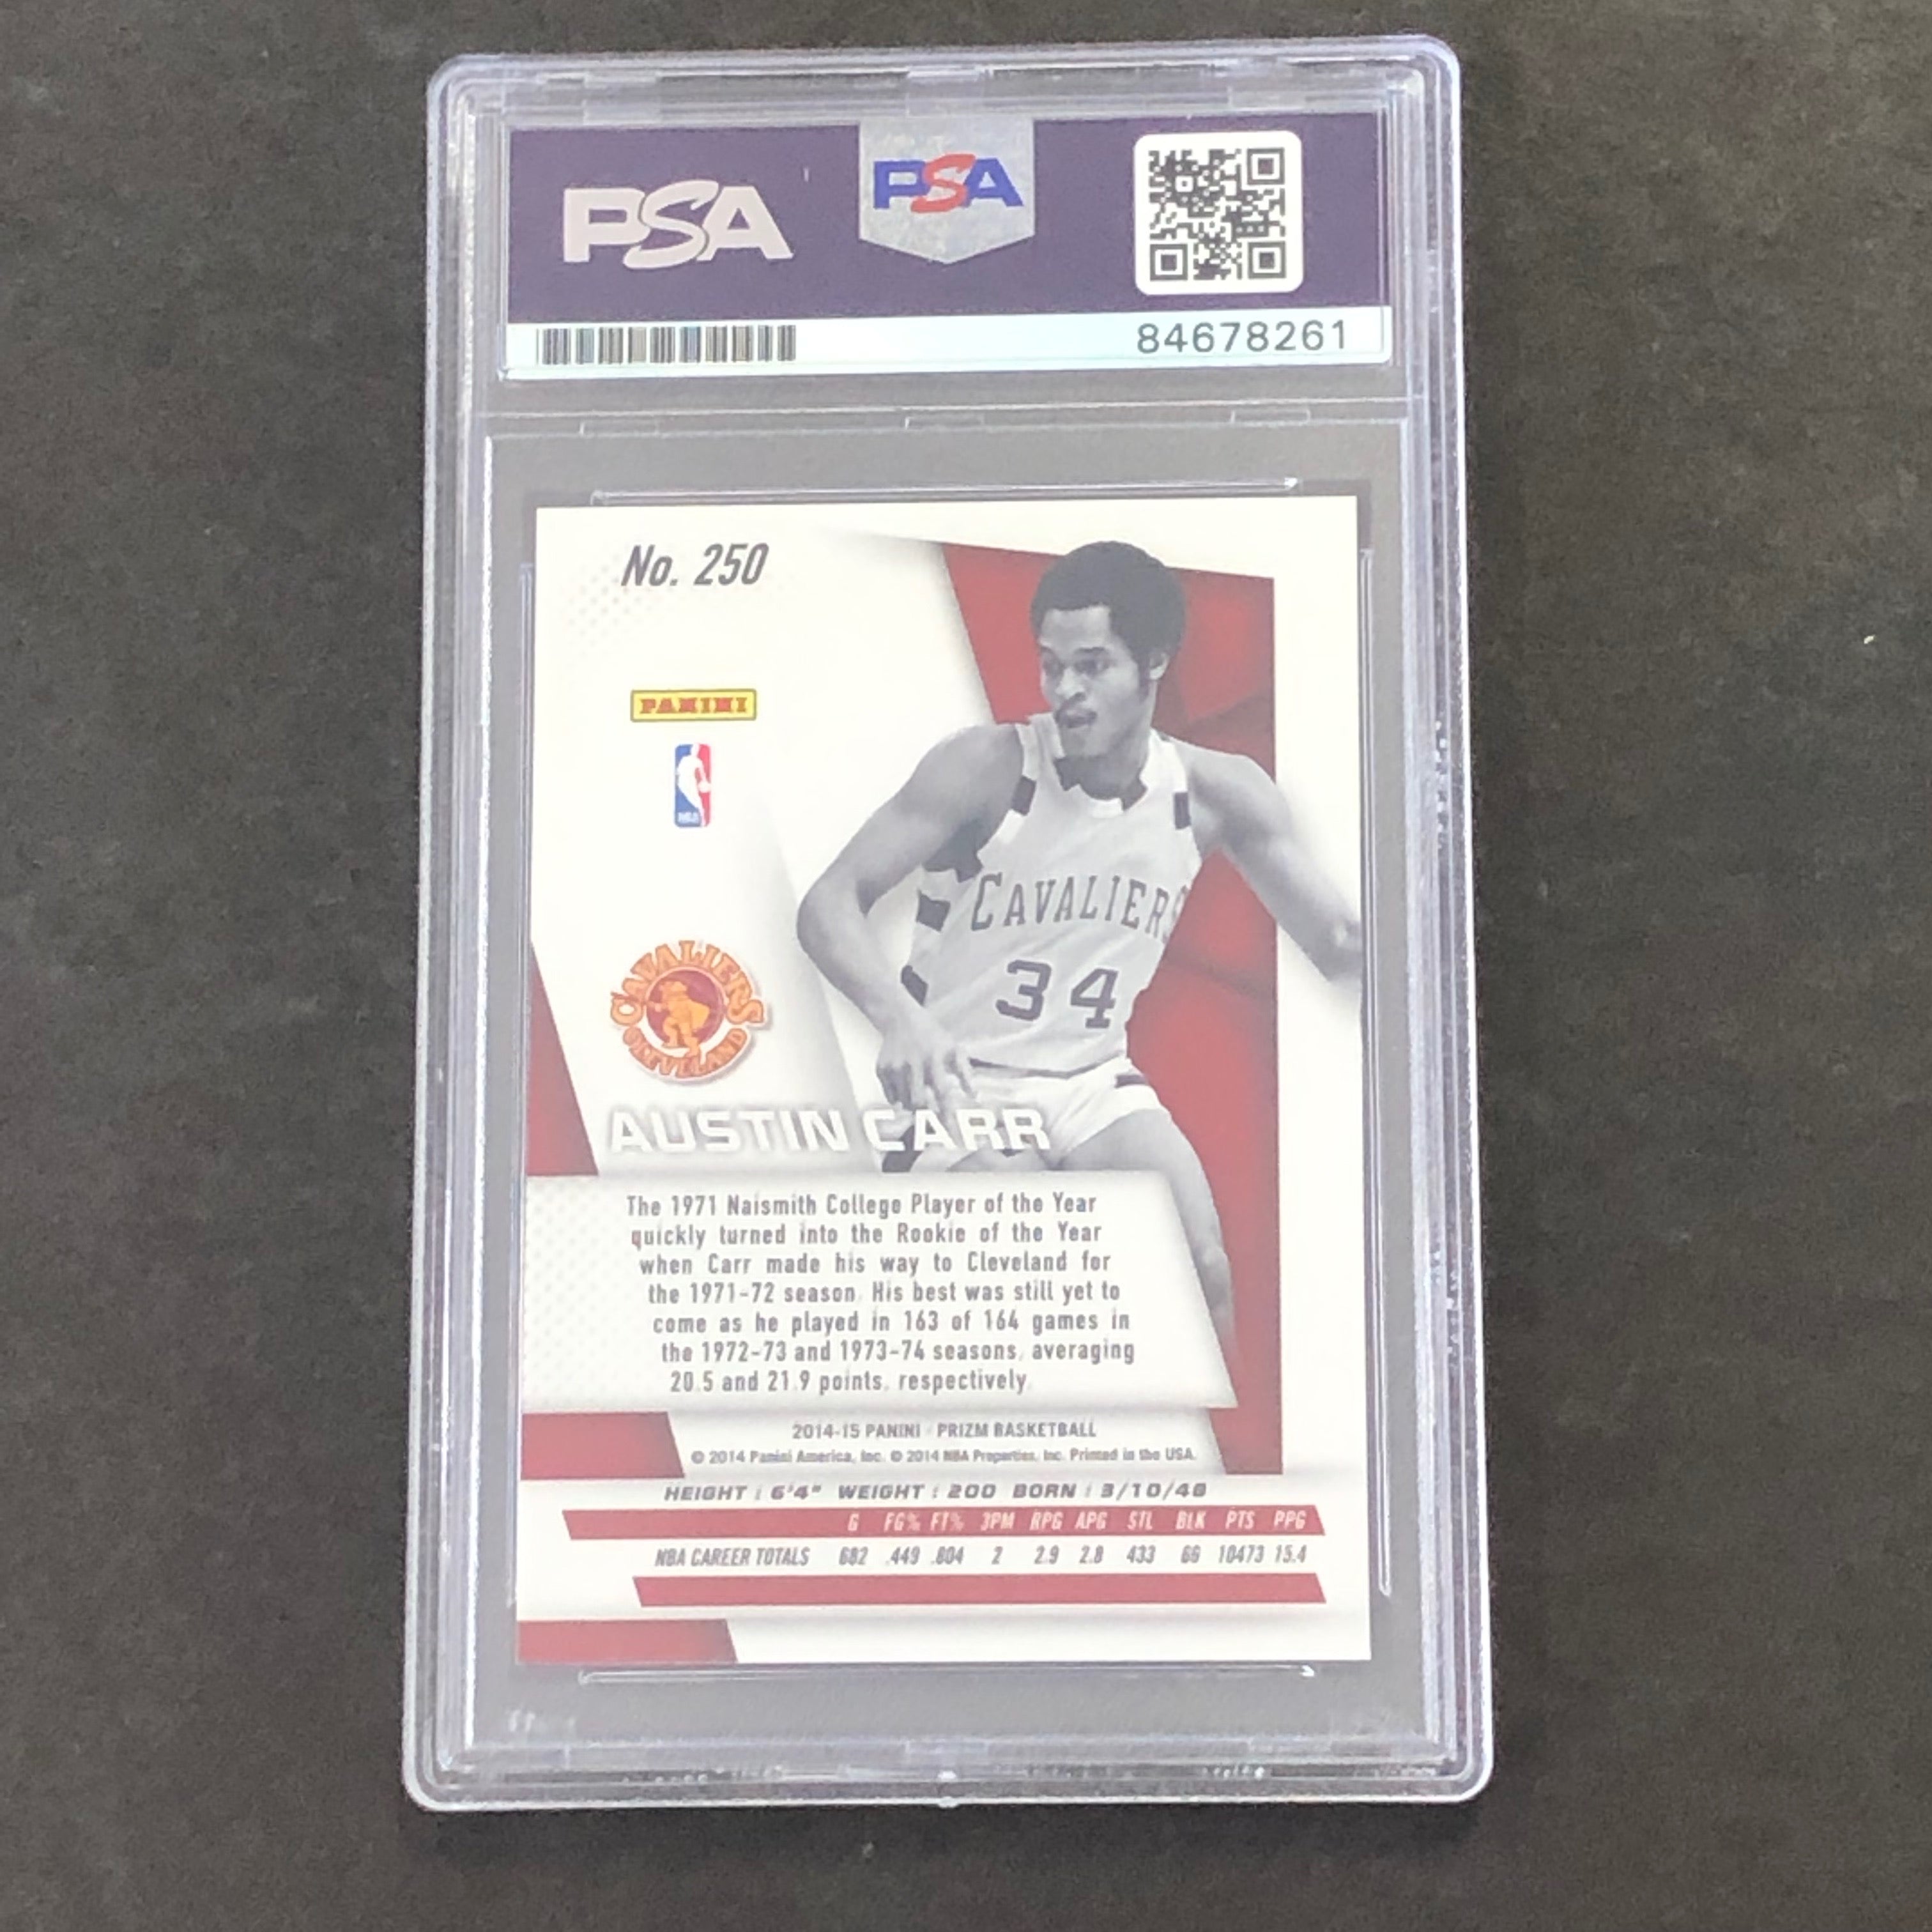 PSA
PSA
84678261
No. 250
PANINI
NBA
CAVALIERS
34
CAVALIERS
CLEVELAND
AUSTIN CARR
The 1971 Naismith College Player of the Year
quickly turned into the Rookie of the Year
when Carr made his way to Cleveland for
the 1971-72 season. His best was still yet to
come as he played in 163 of 164 games in
the 1972-73 and 1973-74 seasons, averaging
20.5 and 21.9 points, respectively.
2014-15 PANINI - PRIZM BASKETBALL
© 2014 Panini America, Inc. © 2014 NBA Properties, Inc. Printed in the USA.
HEIGHT : 6'4" WEIGHT : 200 BORN : 3/10/48
G FG% FT% 3PM RPG APG STL BLK PTS PPG
NBA CAREER TOTALS 682 .449 .804 2 2.9 2.8 433 66 10473 15.4